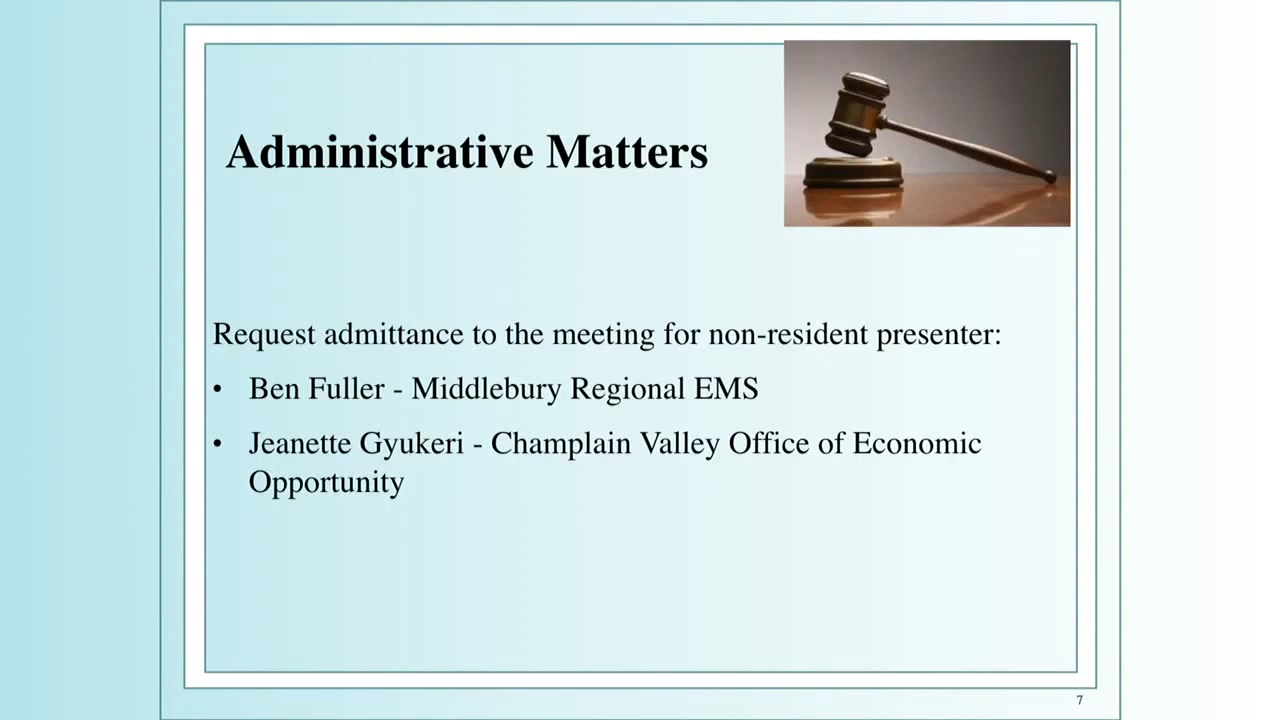 Administrative Matters
Request admittance to the meeting for non-resident presenter:
• Ben Fuller - Middlebury Regional EMS
• Jeanette Gyukeri - Champlain Valley Office of Economic
Opportunity
7